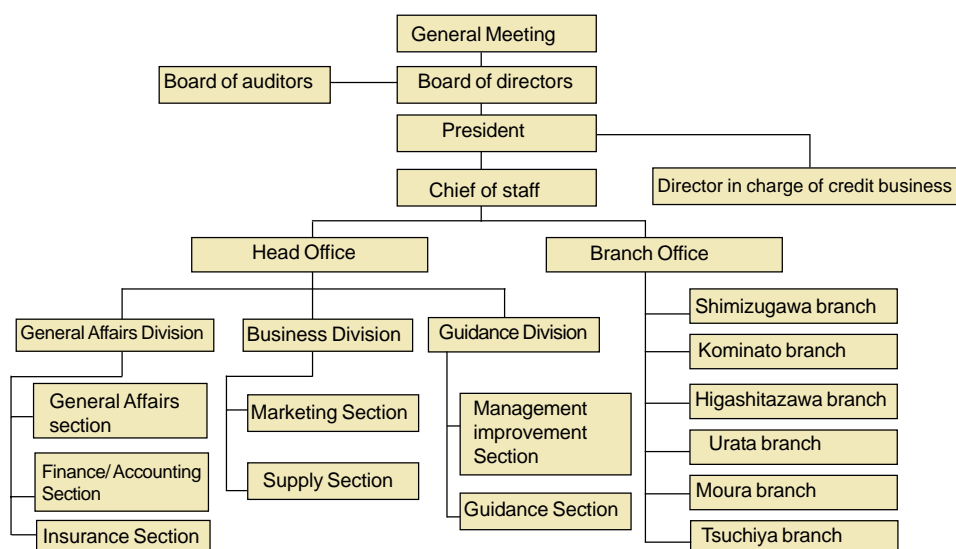 General Meeting
Board of auditors
Board of directors
President
Director in charge of credit business
Chief of staff
Head Office
Branch Office
General Affairs Division
Business Division
Guidance Division
General Affairs
section
Finance/ Accounting
Section
Insurance Section
Marketing Section
Supply Section
Management
improvement
Section
Guidance Section
Shimizugawa branch
Kominato branch
Higashitazawa branch
Urata branch
Moura branch
Tsuchiya branch